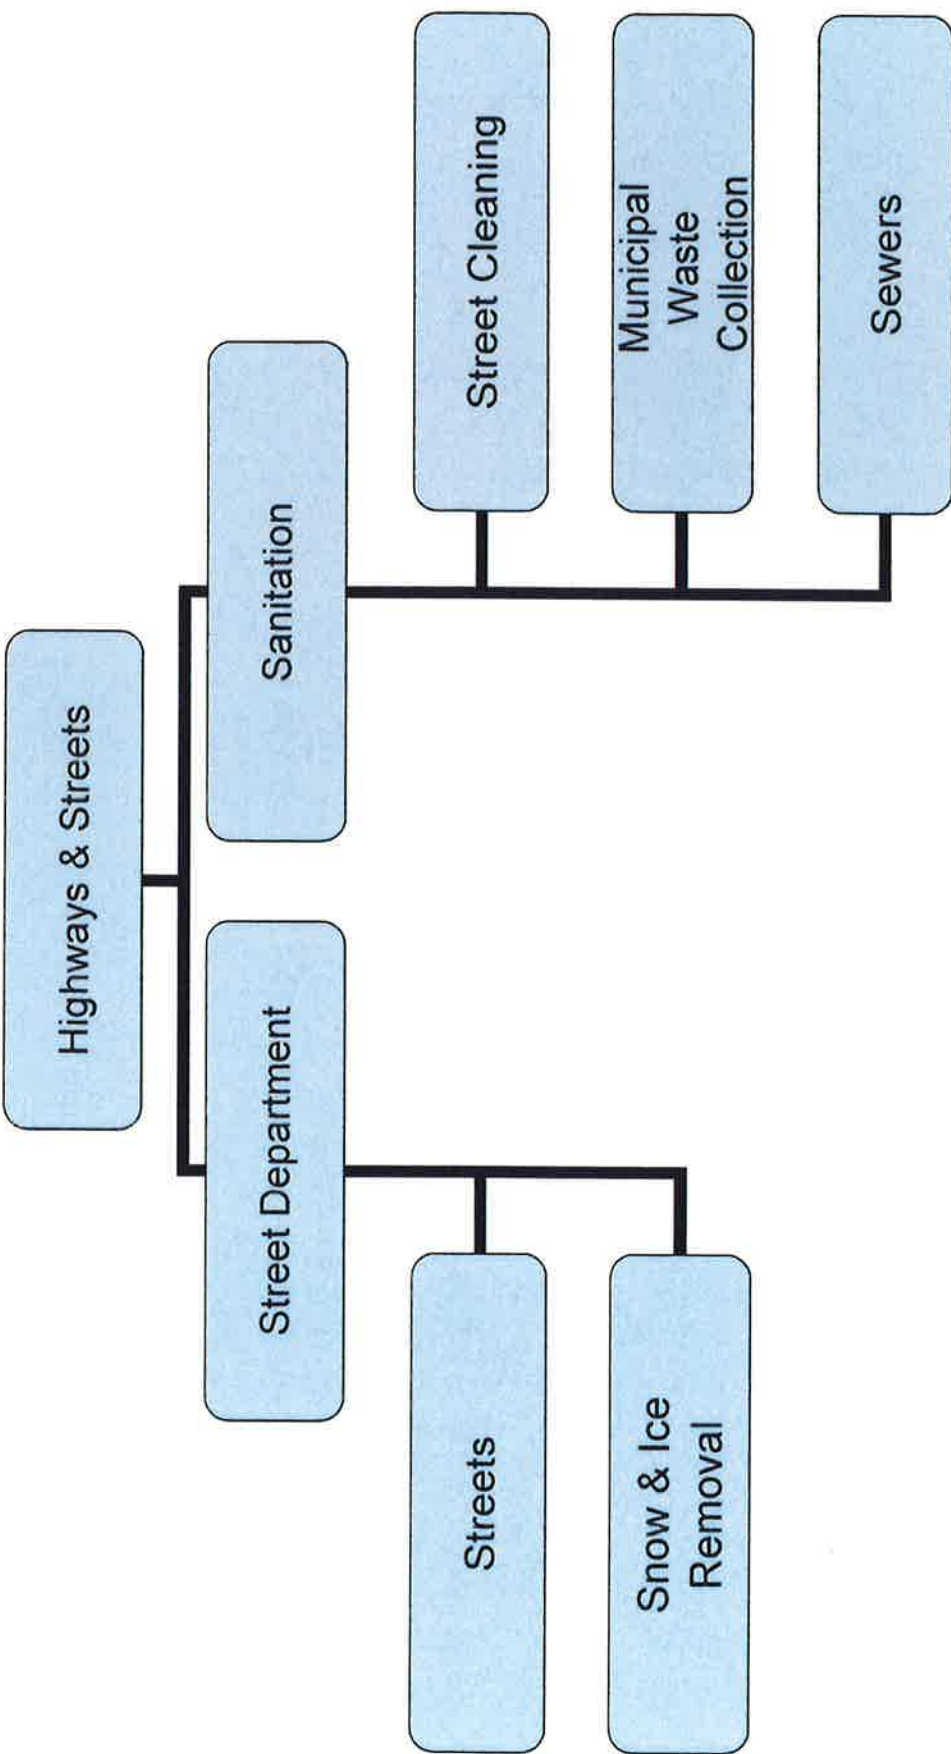 Highways & Streets
Street Department
Sanitation
Streets
Snow & Ice
Removal
Street Cleaning
Municipal
Waste
Collection
Sewers